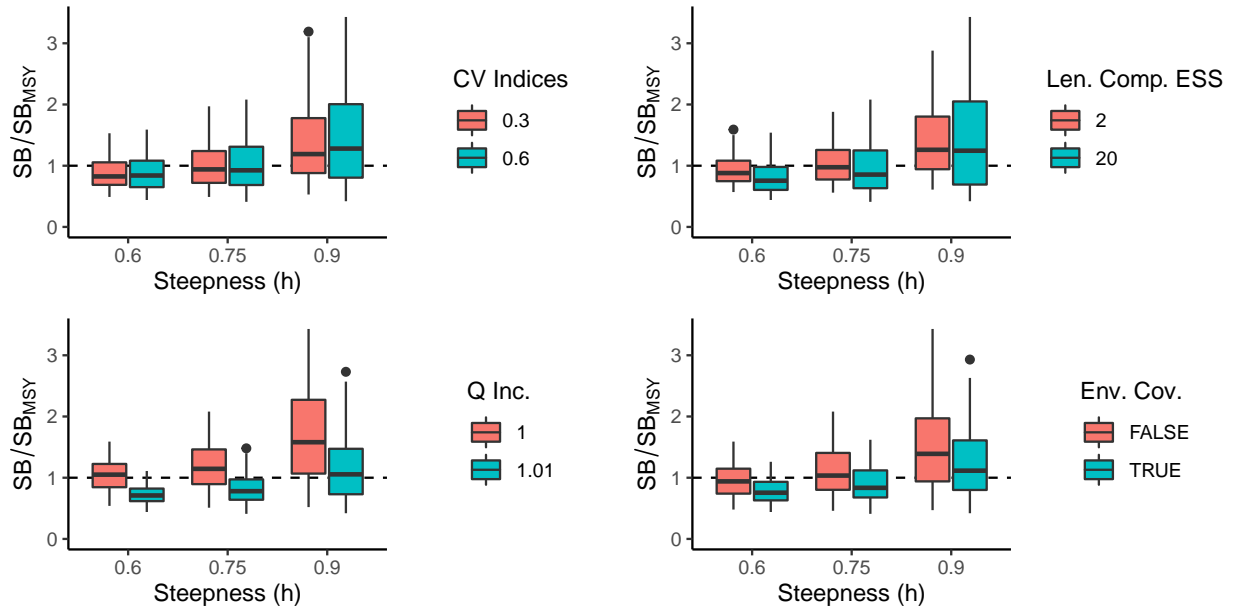 SB/SB_MSY
3
2
1
0
0.6 0.75 0.9
Steepness (h)
CV Indices
0.3
0.6
SB/SB_MSY
3
2
1
0
0.6 0.75 0.9
Steepness (h)
Len. Comp. ESS
2
20
SB/SB_MSY
3
2
1
0
0.6 0.75 0.9
Steepness (h)
Q Inc.
1
1.01
SB/SB_MSY
3
2
1
0
0.6 0.75 0.9
Steepness (h)
Env. Cov.
FALSE
TRUE